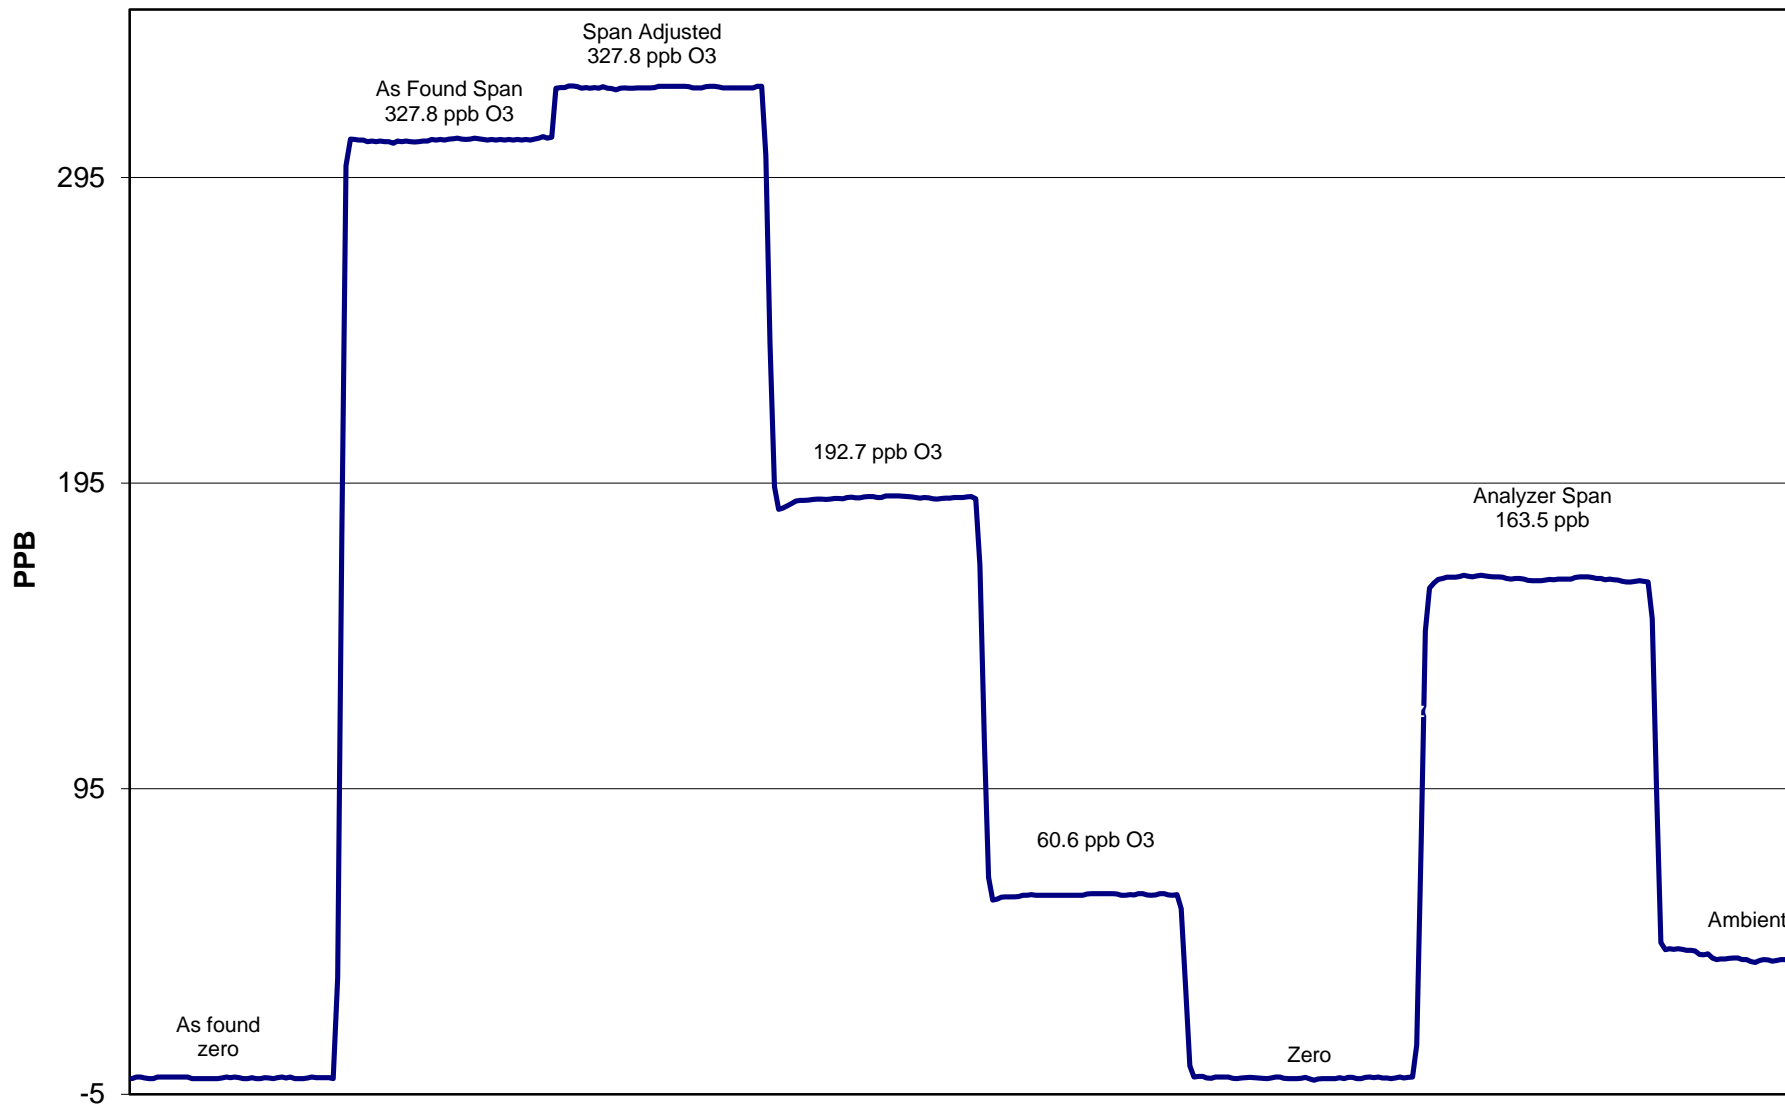 Span Adjusted
327.8 ppb O3
As Found Span
327.8 ppb O3
295
192.7 ppb O3
195
Analyzer Span
163.5 ppb
PPB
95
60.6 ppb O3
Ambient
As found
zero
Zero
-5